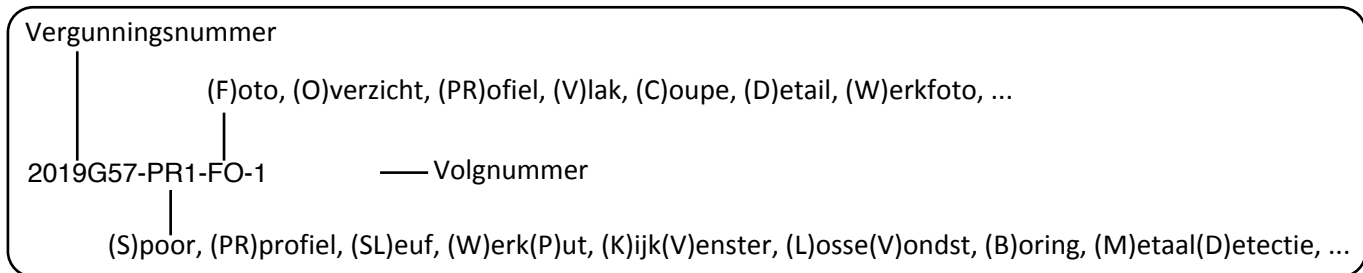 Vergunningsnummer
(F)oto, (O)verzicht, (PR)ofiel, (V)lak, (C)oupe, (D)etail, (W)erkfoto, ...
2019G57-PR1-FO-1 Volgnummer
(S)poor, (PR)profiel, (SL)euf, (W)erk(P)ut, (K)ijk(V)enster, (L)osse(V)ondst, (B)oring, (M)etaal(D)etectie, ...